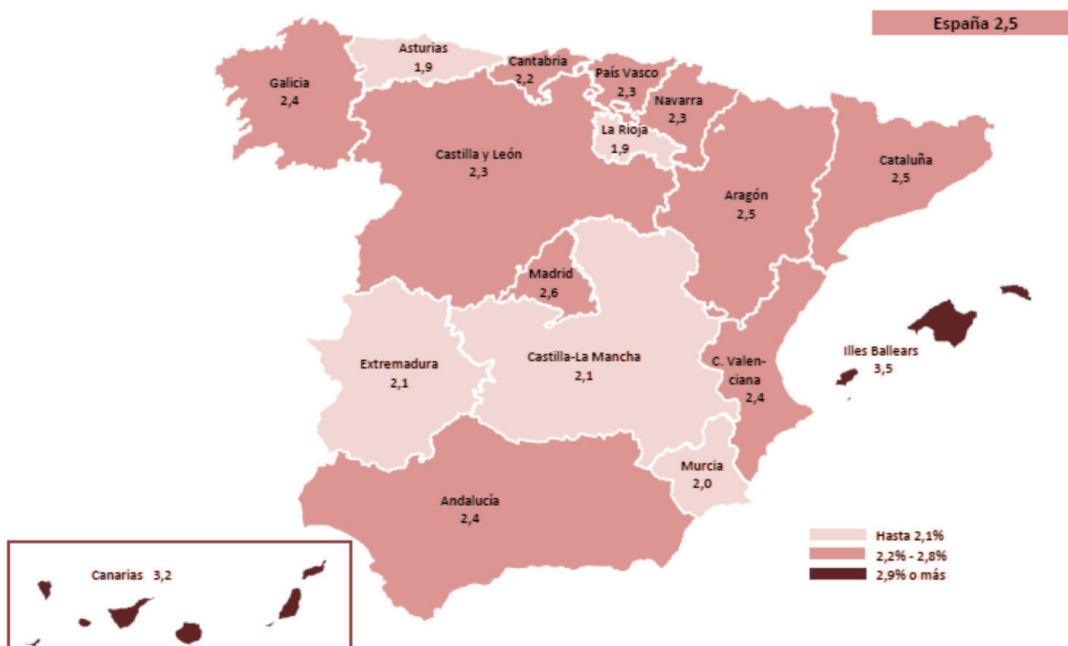 España 2,5
Asturias
1,9
Cantabria
2,2
País Vasco
2,3
Galicia
2,4
Navarra
2,3
La Rioja
1,9
Castilla y León
2,3
Cataluña
2,5
Aragón
2,5
Madrid
2,6
Illes Ballears
3,5
Extremadura
2,1
Castilla-La Mancha
2,1
C. Valen-
ciana
2,4
Murcia
2,0
Andalucía
2,4
Hasta 2,1%
2,2% - 2,8%
2,9% o más
Canarias 3,2